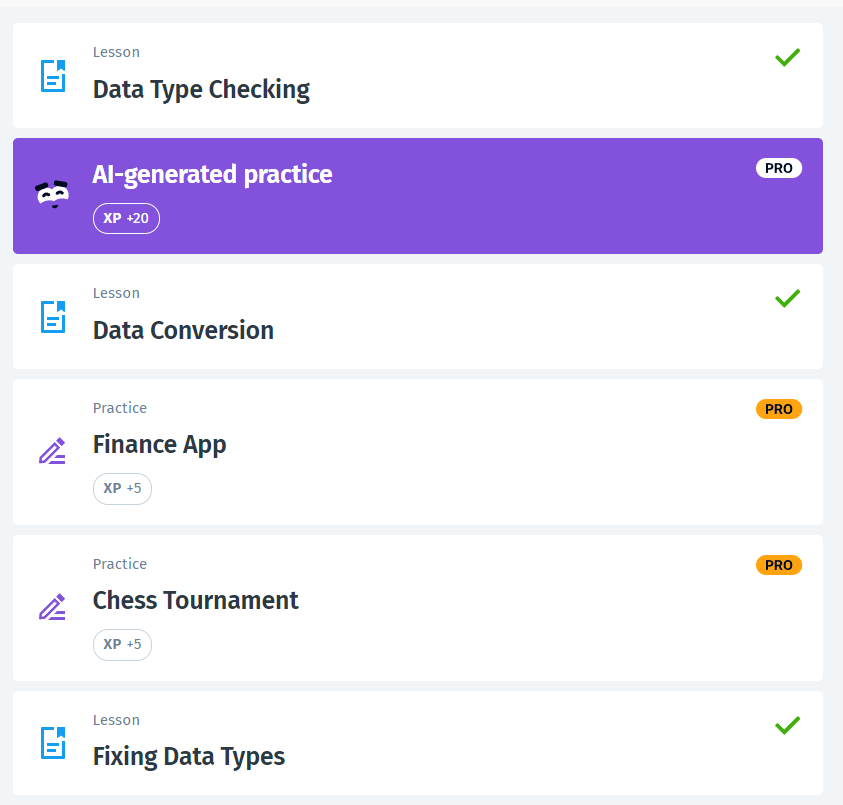 Lesson
Data Type Checking
AI-generated practice
PRO
XP +20
Lesson
Data Conversion
Practice
PRO
Finance App
XP +5
Practice
PRO
Chess Tournament
XP +5
Lesson
Fixing Data Types